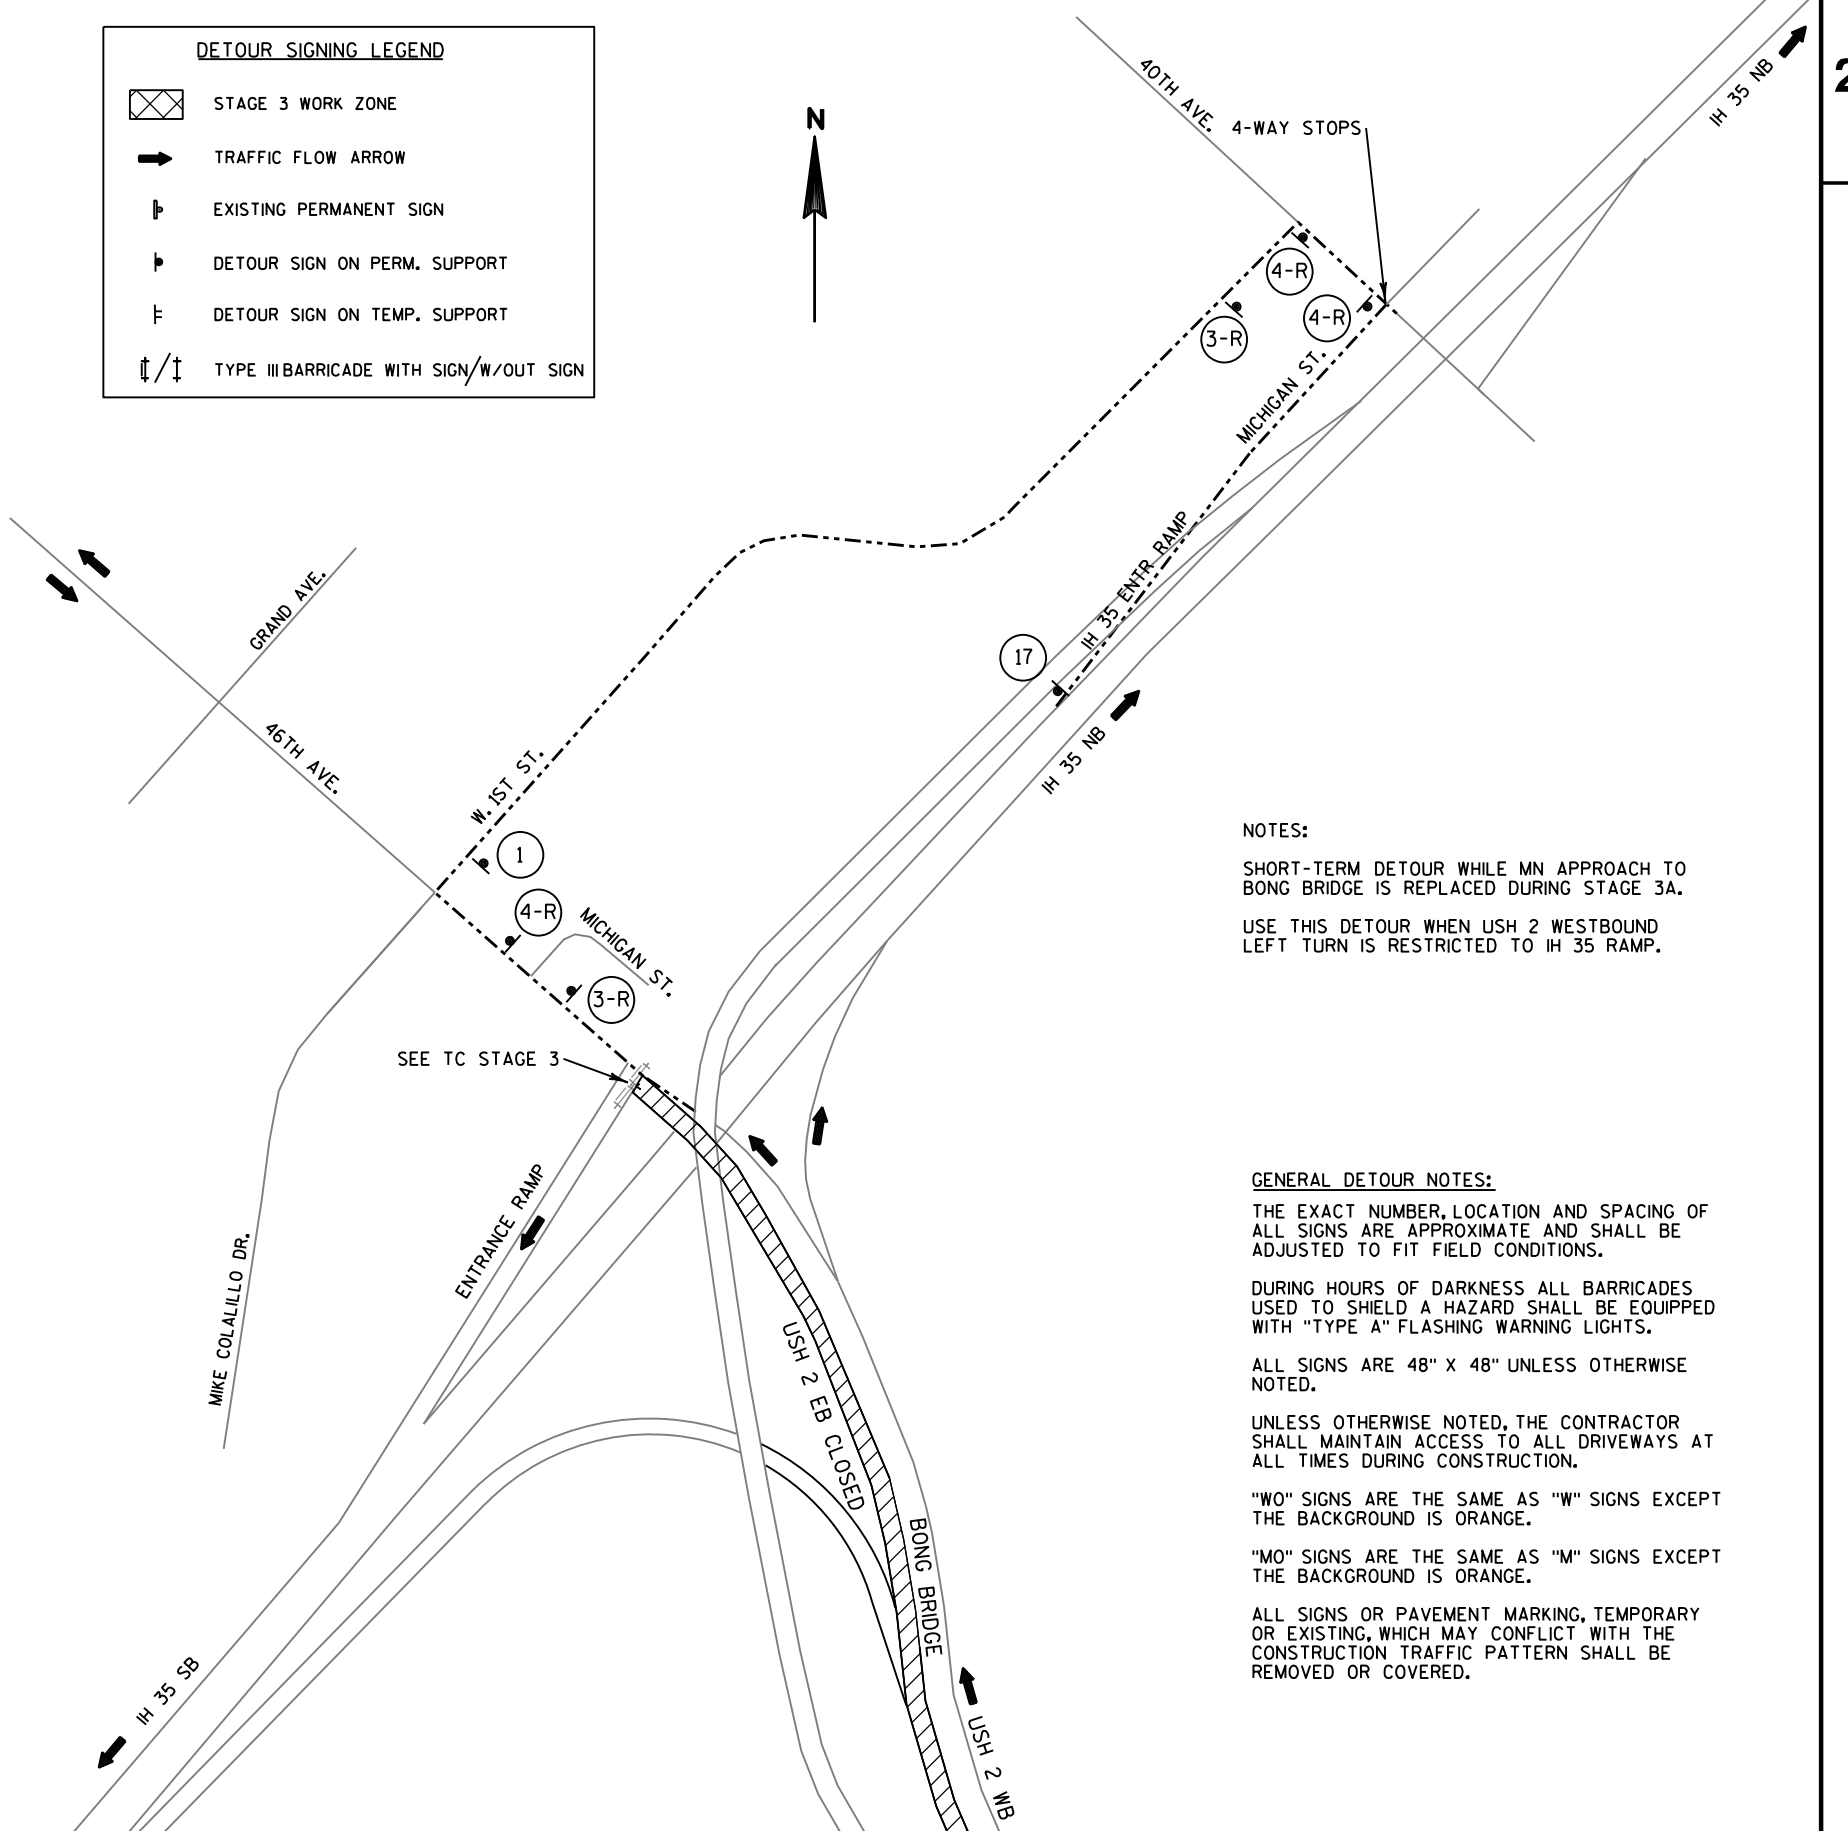 DETOUR SIGNING LEGEND
STAGE 3 WORK ZONE
TRAFFIC FLOW ARROW
EXISTING PERMANENT SIGN
DETOUR SIGN ON PERM. SUPPORT
DETOUR SIGN ON TEMP. SUPPORT
TYPE III BARRICADE WITH SIGN/W/OUT SIGN
N
40TH AVE.
4-WAY STOPS
IH 35 NB
2
4-R
4-R
3-R
MICHIGAN ST.
IH 35 ENTR RAMP
17
IH 35 NB
GRAND AVE.
46TH AVE.
W. 1ST ST.
1
4-R
MICHIGAN ST.
3-R
SEE TC STAGE 3
ENTRANCE RAMP
MIKE COLALILLO DR.
USH 2 EB CLOSED
BONG BRIDGE
IH 35 SB
USH 2 WB
NOTES:
SHORT-TERM DETOUR WHILE MN APPROACH TO
BONG BRIDGE IS REPLACED DURING STAGE 3A.
USE THIS DETOUR WHEN USH 2 WESTBOUND
LEFT TURN IS RESTRICTED TO IH 35 RAMP.
GENERAL DETOUR NOTES:
THE EXACT NUMBER, LOCATION AND SPACING OF
ALL SIGNS ARE APPROXIMATE AND SHALL BE
ADJUSTED TO FIT FIELD CONDITIONS.
DURING HOURS OF DARKNESS ALL BARRICADES
USED TO SHIELD A HAZARD SHALL BE EQUIPPED
WITH "TYPE A" FLASHING WARNING LIGHTS.
ALL SIGNS ARE 48" X 48" UNLESS OTHERWISE
NOTED.
UNLESS OTHERWISE NOTED, THE CONTRACTOR
SHALL MAINTAIN ACCESS TO ALL DRIVEWAYS AT
ALL TIMES DURING CONSTRUCTION.
"WO" SIGNS ARE THE SAME AS "W" SIGNS EXCEPT
THE BACKGROUND IS ORANGE.
"MO" SIGNS ARE THE SAME AS "M" SIGNS EXCEPT
THE BACKGROUND IS ORANGE.
ALL SIGNS OR PAVEMENT MARKING, TEMPORARY
OR EXISTING, WHICH MAY CONFLICT WITH THE
CONSTRUCTION TRAFFIC PATTERN SHALL BE
REMOVED OR COVERED.